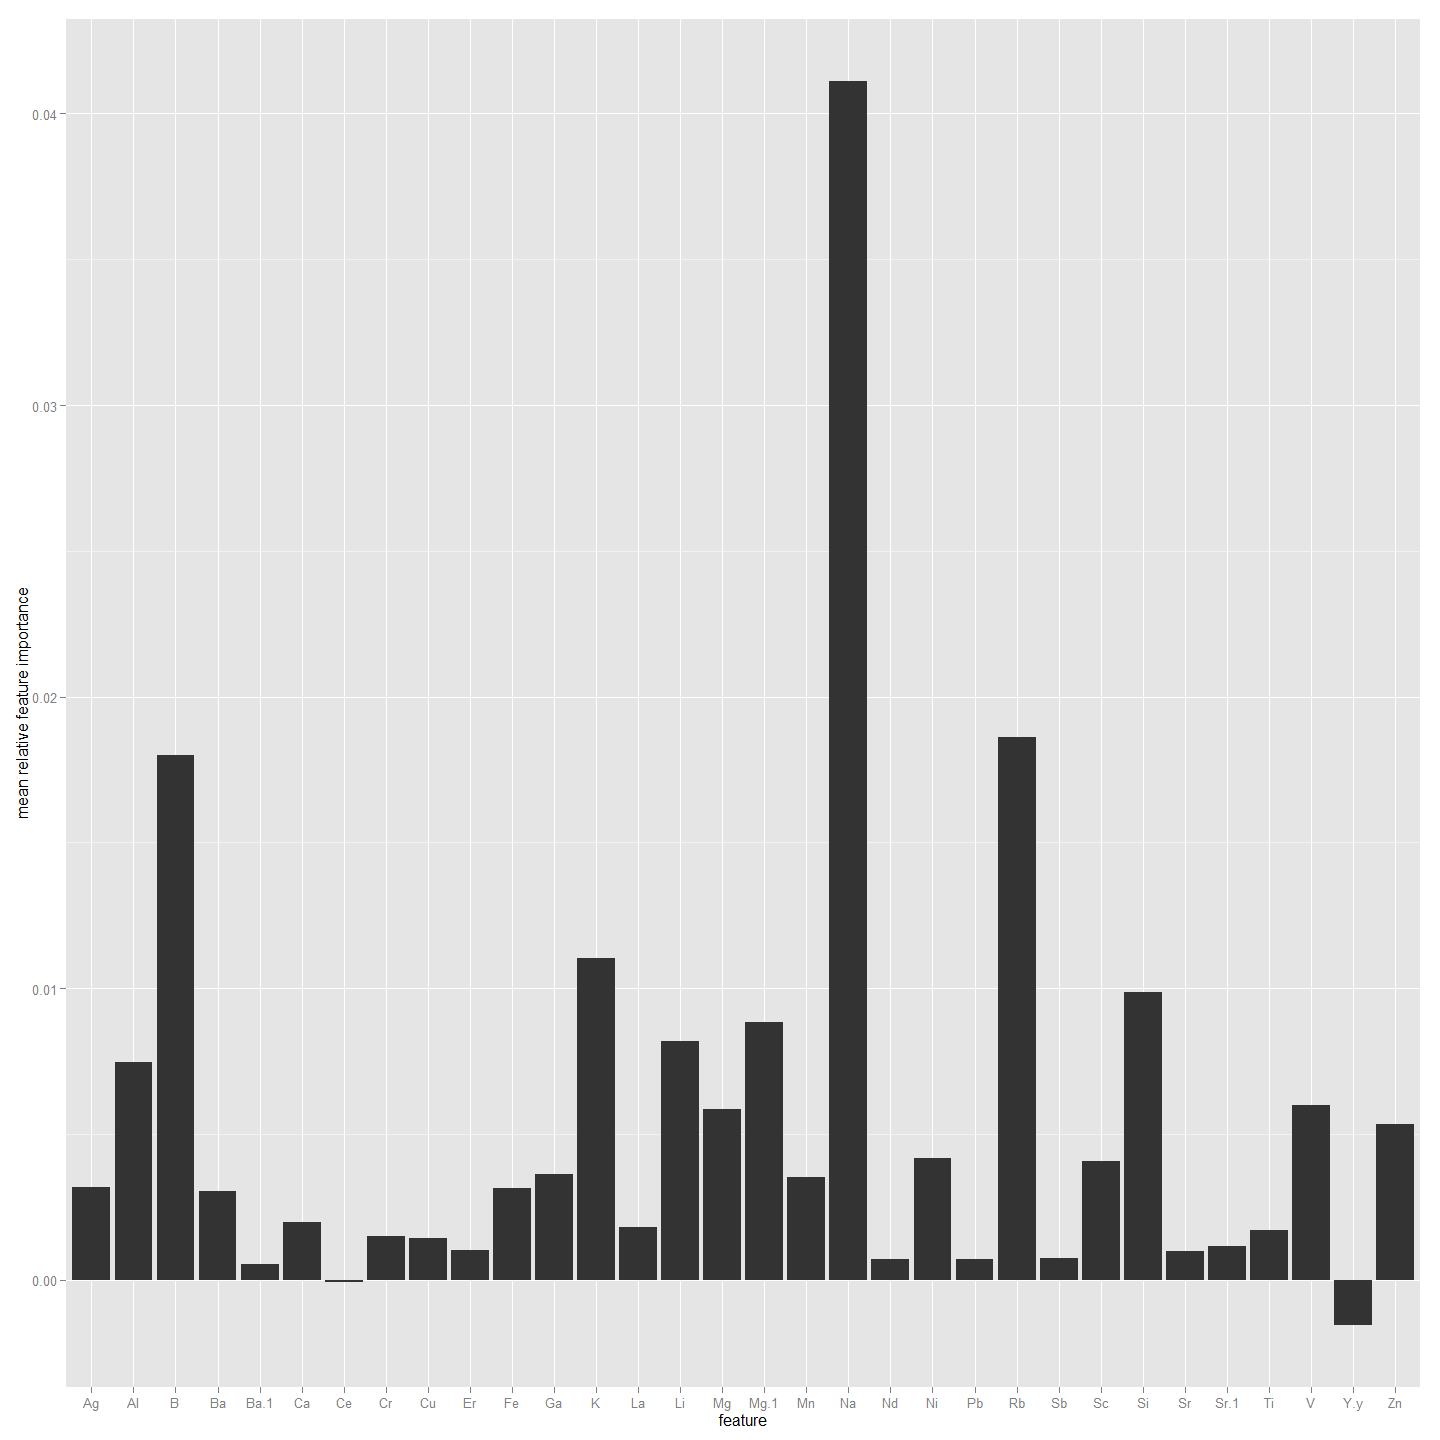 mean relative feature importance
0.04
0.03
0.02
0.01
0.00
Ag Al B Ba Ba.1 Ca Ce Cr Cu Er Fe Ga K La Li Mg Mg.1 Mn Na Nd Ni Pb Rb Sb Sc Si Sr Sr.1 Ti V Y.y Zn
feature